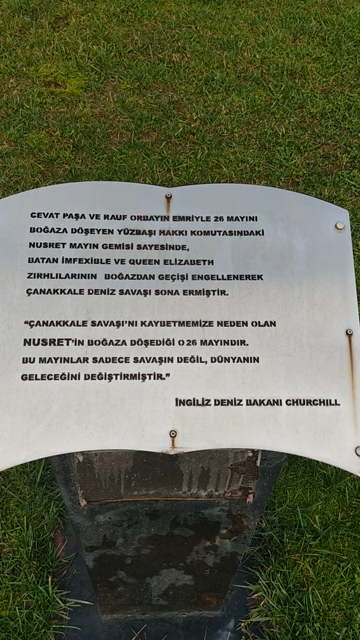 CEVAT PAŞA VE RAUF ORBAYIN EMRİYLE 26 MAYINI
BOĞAZA DÖŞEYEN YÜZBAŞI HAKKI KOMUTASINDAKİ
NUSRET MAYIN GEMİSİ SAYESİNDE,
BATAN İMFEXİBLE VE QUEEN ELİZABETH
ZIRHLILARININ BOĞAZDAN GEÇİŞİ ENGELLENEREK
ÇANAKKALE DENİZ SAVAŞI SONA ERMİŞTİR.
"ÇANAKKALE SAVAŞI'NI KAYBETMEMİZE NEDEN OLAN
NUSRET'İN BOĞAZA DÖŞEDİĞİ O 26 MAYINDIR.
BU MAYINLAR SADECE SAVAŞIN DEĞİL, DÜNYANIN
GELECEĞİNİ DEĞİŞTİRMİŞTİR."
İNGİLİZ DENİZ BAKANI CHURCHILL